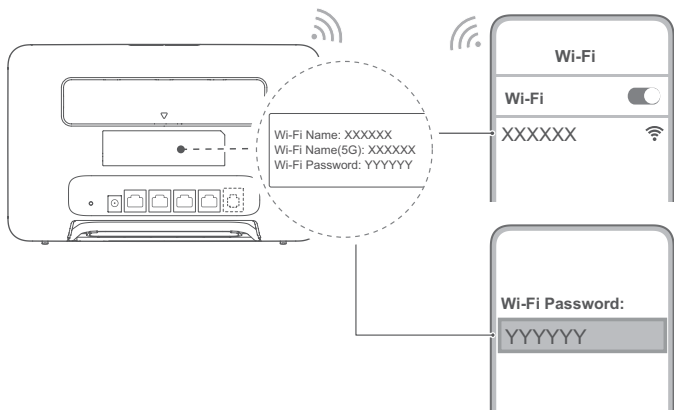 Wi-Fi Name: XXXXXX
Wi-Fi Name(5G): XXXXXX
Wi-Fi Password: YYYYYY
Wi-Fi
Wi-Fi
XXXXXX
Wi-Fi Password:
YYYYYY